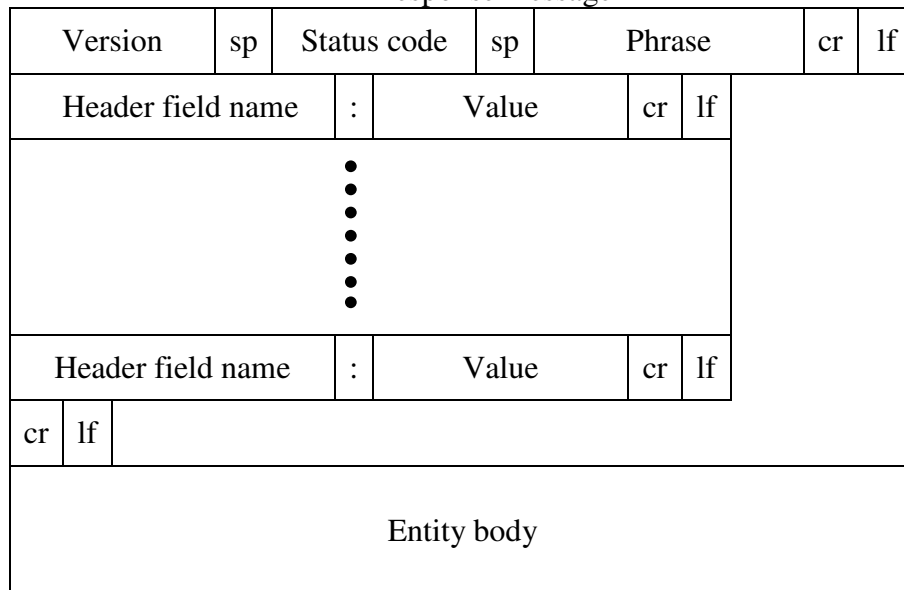 Version sp Status code sp Phrase cr lf
Header field name : Value cr lf
Header field name : Value cr lf
cr lf
Entity body